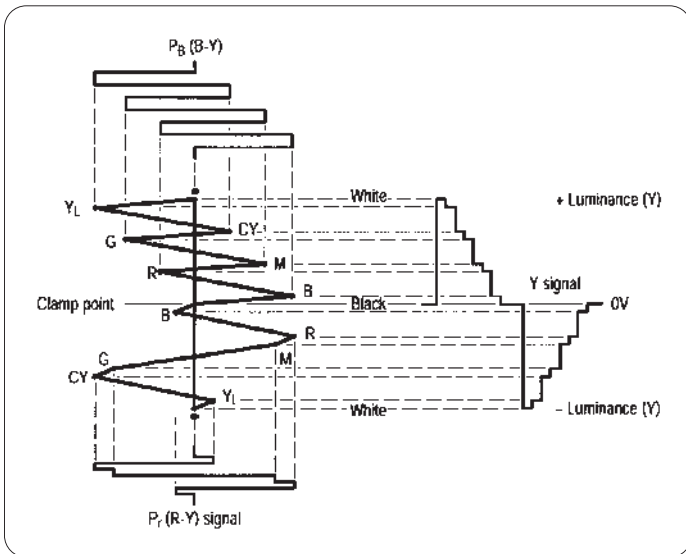 P_B (B-Y)
White
+ Luminance (Y)
Y_L
CY
G
M
R
B
Y signal
Clamp point
Black
0V
B
R
G
M
CY
Y_L
White
– Luminance (Y)
P_r (R-Y) signal